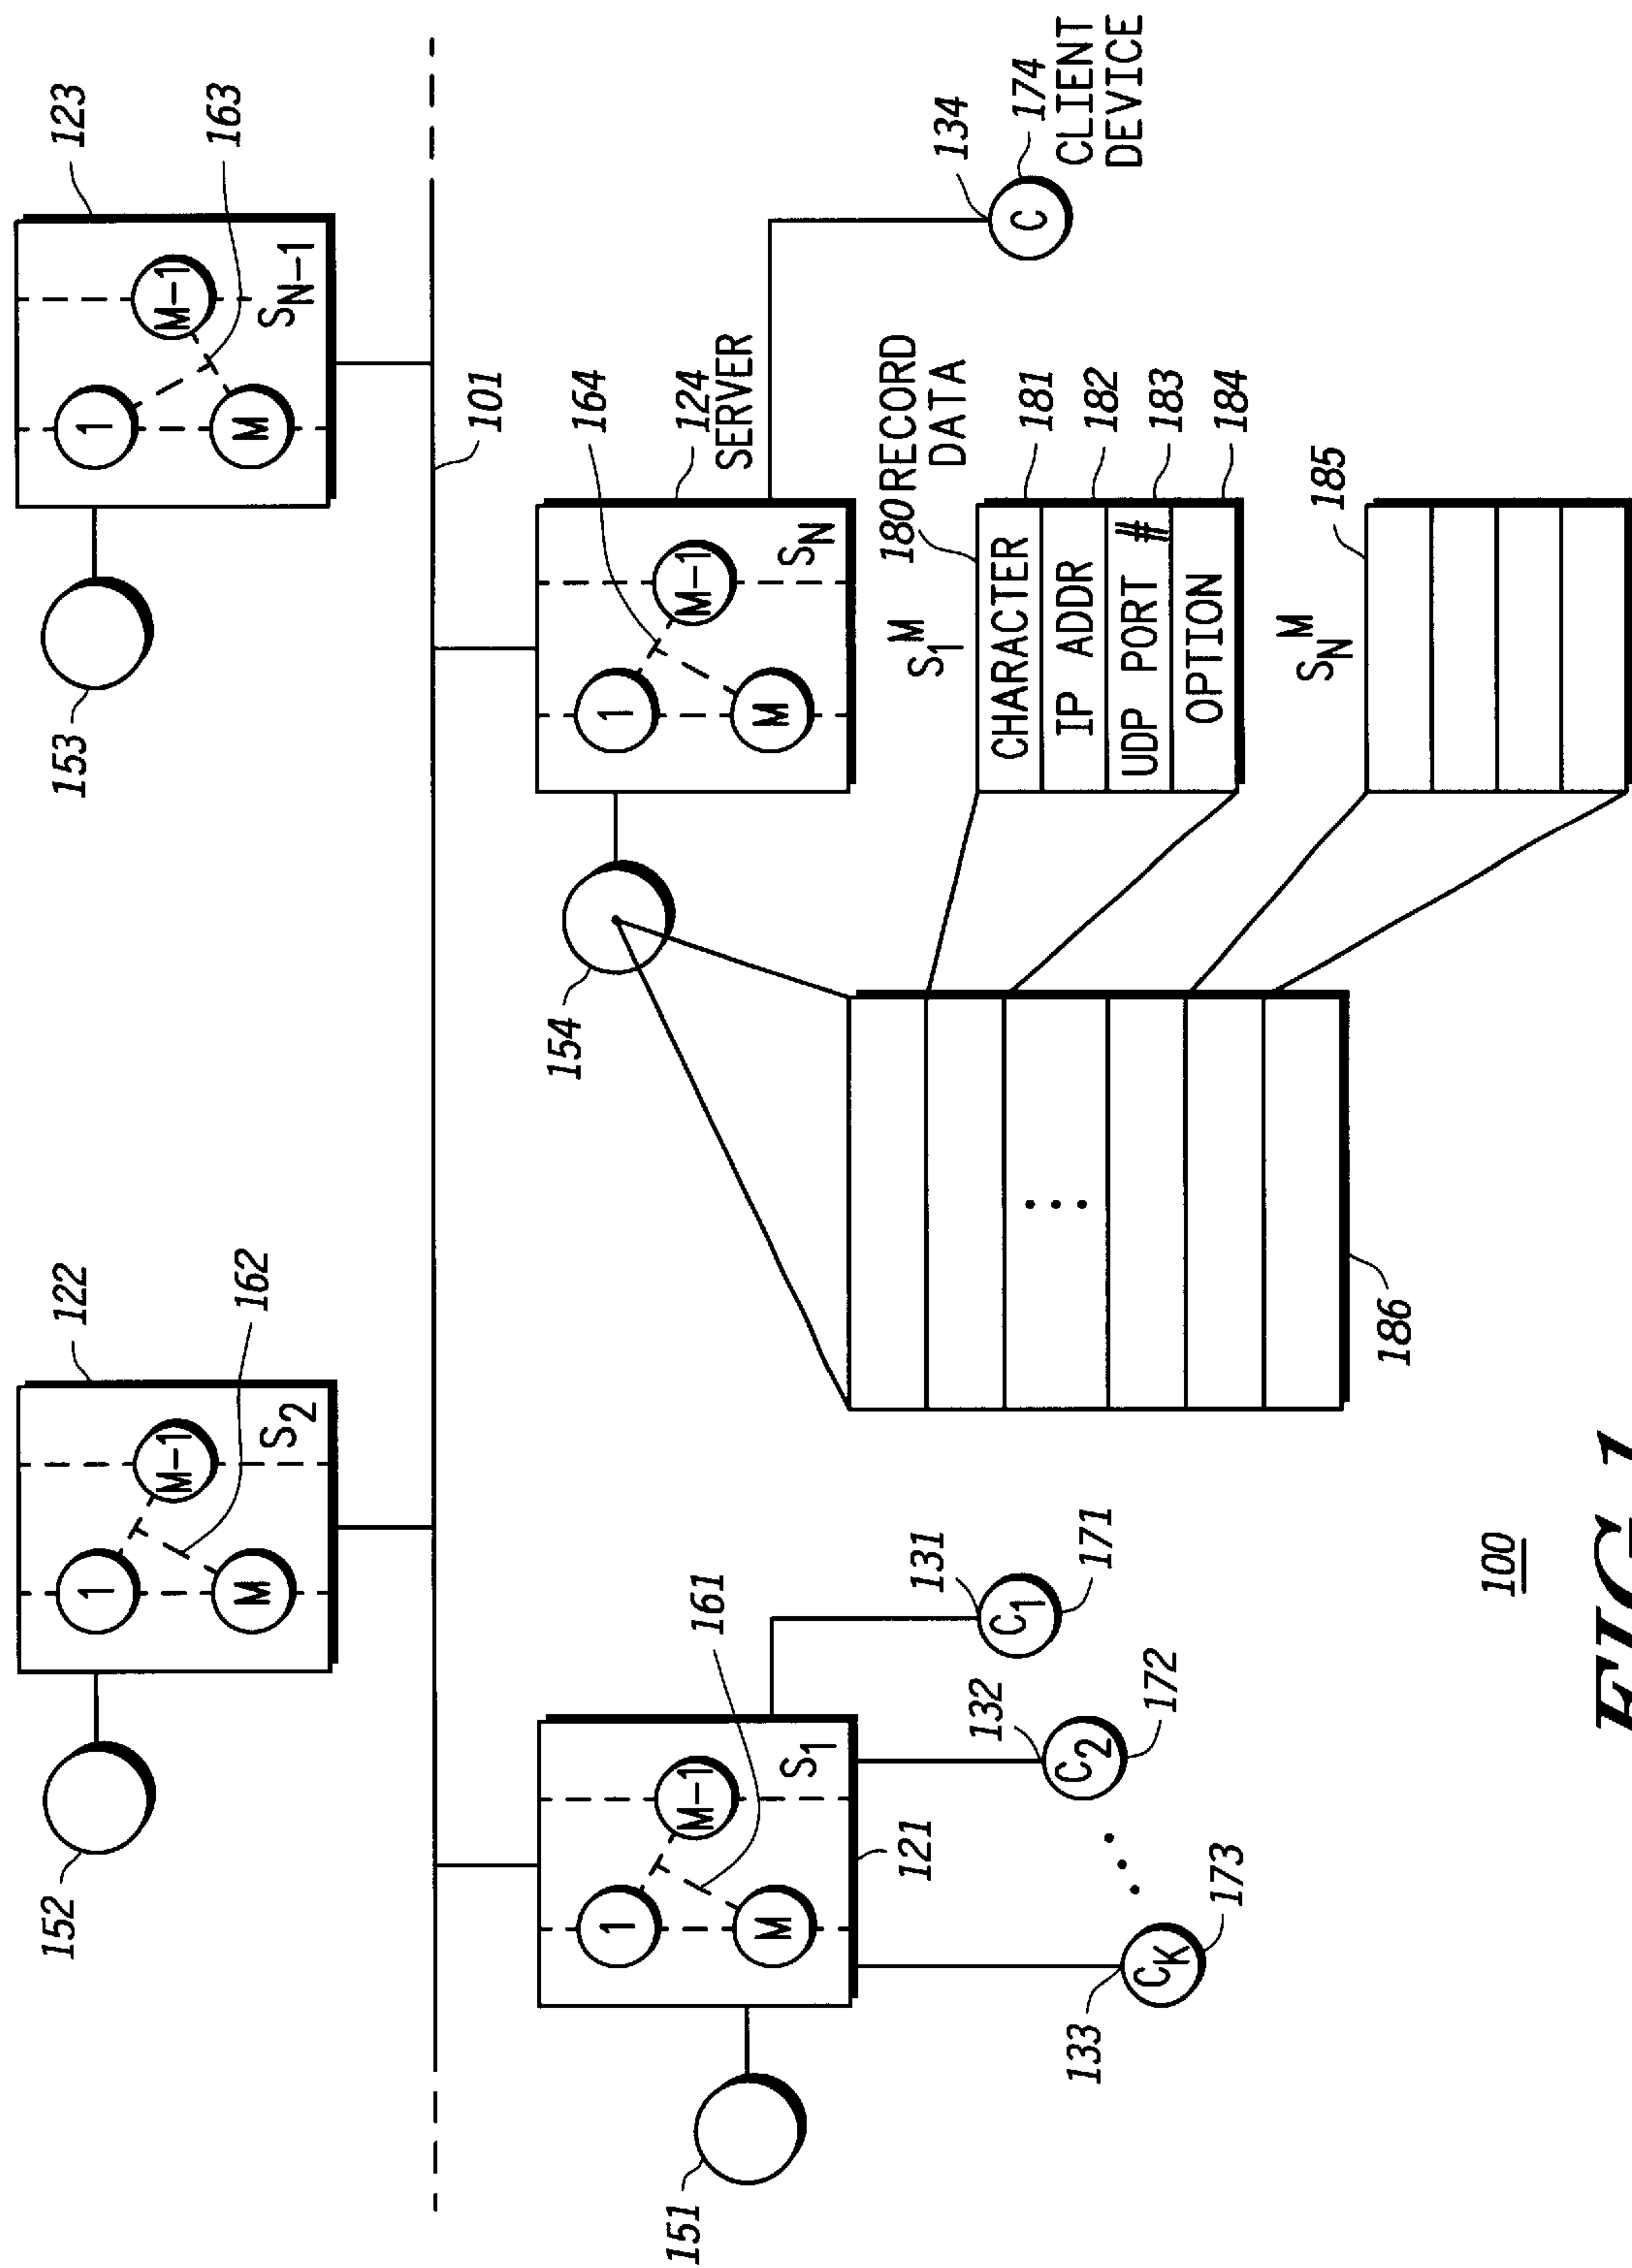 123
163
1
M-1
M
S_{N-1}
153
122
162
1
M-1
M
S_2
152
101
124
SERVER
164
1
M-1
M
S_N
154
134
174
C
CLIENT
DEVICE
180 RECORD
DATA
S_1^M
CHARACTER
IP ADDR
UDP PORT #
OPTION
181
182
183
184
S_N^M
185
186
161
1
M-1
M
S_1
121
151
131
C_1
171
132
C_2
172
133
C_K
173
100
FIG.1